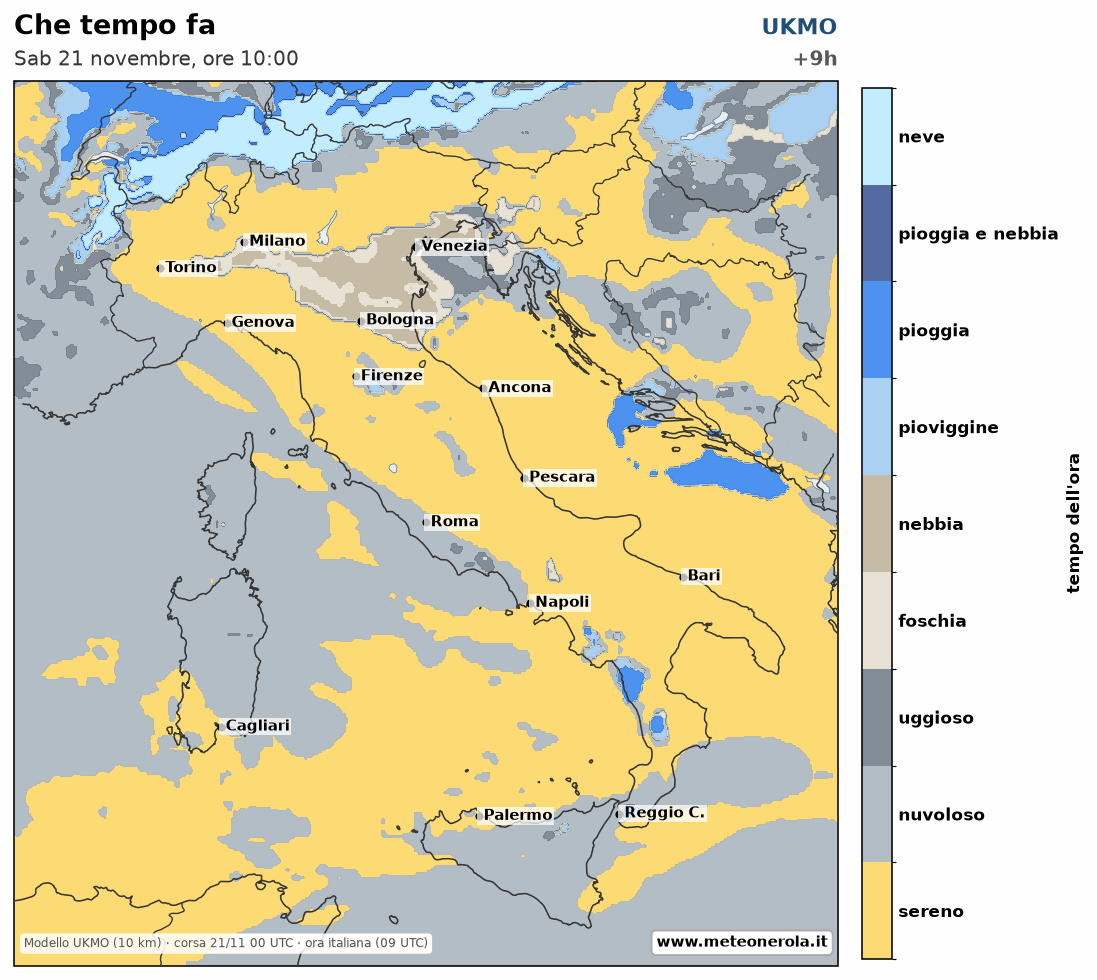 Che tempo fa
UKMO
Sab 21 novembre, ore 10:00
+9h
neve
pioggia e nebbia
pioggia
pioviggine
nebbia
foschia
uggioso
nuvoloso
sereno
tempo dell'ora
Milano
Venezia
Torino
Genova
Bologna
Firenze
Ancona
Pescara
Roma
Bari
Napoli
Cagliari
Palermo
Reggio C.
Modello UKMO (10 km) · corsa 21/11 00 UTC · ora italiana (09 UTC)
www.meteonerola.it